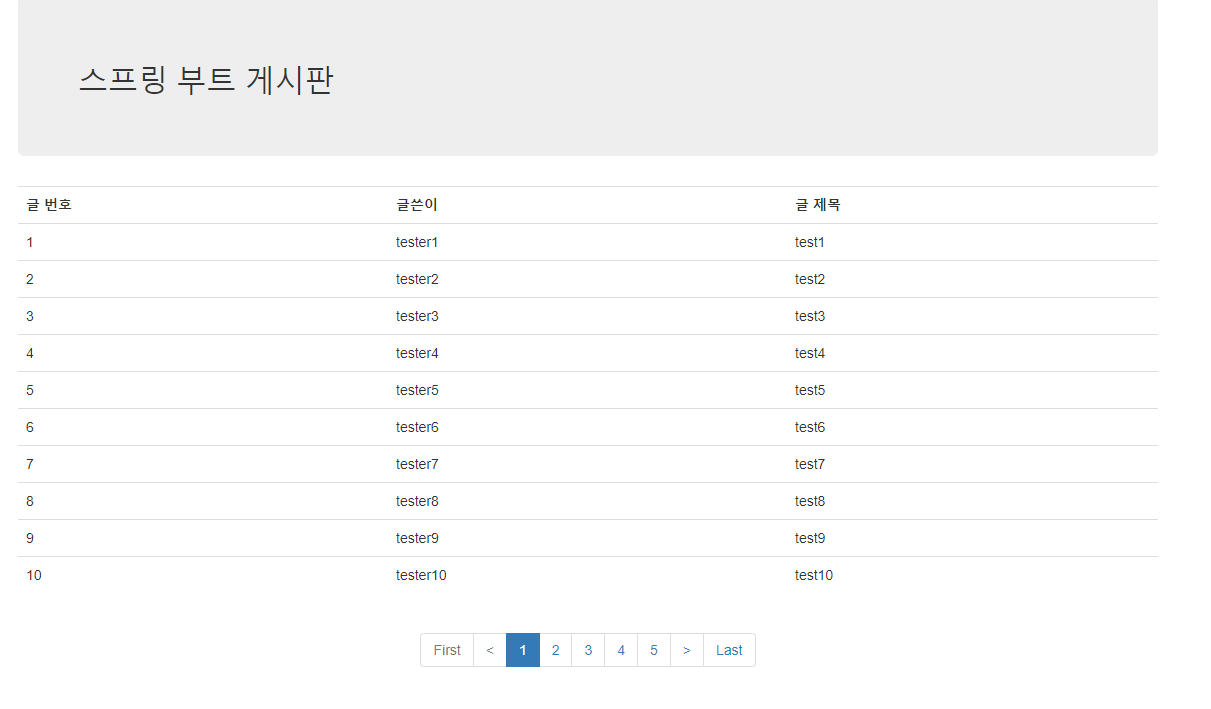 스프링 부트 게시판
글 번호 글쓴이 글 제목
1 tester1 test1
2 tester2 test2
3 tester3 test3
4 tester4 test4
5 tester5 test5
6 tester6 test6
7 tester7 test7
8 tester8 test8
9 tester9 test9
10 tester10 test10
First < 1 2 3 4 5 > Last